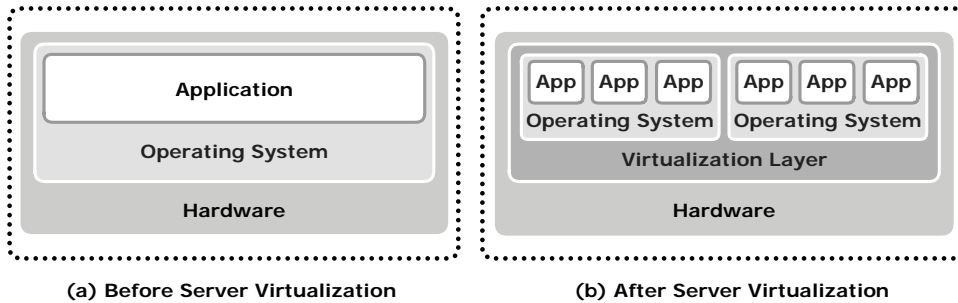 Application
Operating System
Hardware
(a) Before Server Virtualization
App App App App App App
Operating System Operating System
Virtualization Layer
Hardware
(b) After Server Virtualization